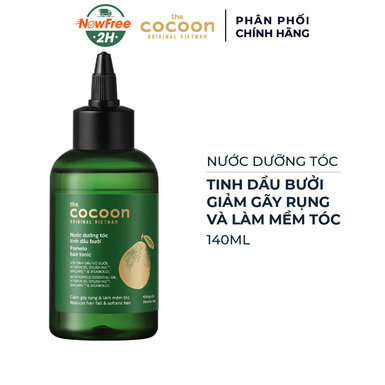 NowFree
2H
the
cocoon
ORIGINAL VIETNAM
PHÂN PHỐI
CHÍNH HÃNG
the
cocoon
ORIGINAL VIETNAM
Nước dưỡng tóc
tinh dầu bưởi
Pomelo
hair tonic
Giảm gãy rụng & làm mềm tóc
Reduces hair fall & softens hair
NƯỚC DƯỠNG TÓC
TINH DẦU BƯỞI
GIẢM GÃY RỤNG
VÀ LÀM MỀM TÓC
140ML